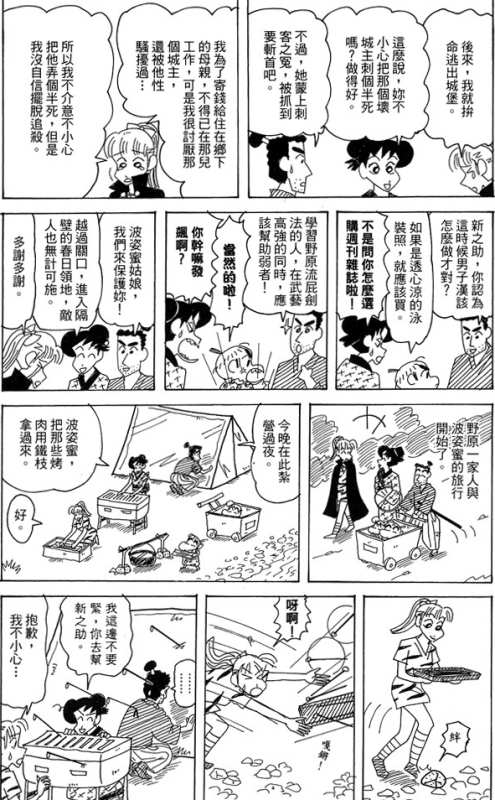 後來，我就拚
命逃出城堡。
這麼說，妳不
小心把那個壞
城主刺個半死
嗎？做得好。
不過，她蒙上刺
客之冤，被抓到
要斬首吧。
我為了寄錢給住在鄉下
的母親，不得已在那兒
工作，可是我很討厭那
個城主，
還被他性
騷擾過…
所以我不介意不小心
把他弄個半死，但是
我沒自信擺脫追殺。
新之助，你認為
這時候男子漢該
怎麼做才對？
如果是透心涼的泳
裝照，就應該買。
不是問你怎麼選
購週刊雜誌啦！
學習野原流屁劍
法的人，在武藝
高強的同時，應
該幫助弱者！
當然的啦！
你幹嘛發
飆啊？
波姿蜜姑娘，
我們來保護妳！
越過關口，進入隔
壁的春日領地，敵
人也無計可施。
多謝多謝。
野原一家人與
波姿蜜的旅行
開始了。
今晚在此紮
營過夜。
波姿蜜，
把那些烤
肉用鐵枝
拿過來。
好。
絆
呀啊！
嘎鏘！
⋯⋯
我這邊不要
緊，你去幫
新之助。
抱歉，
我不小心…